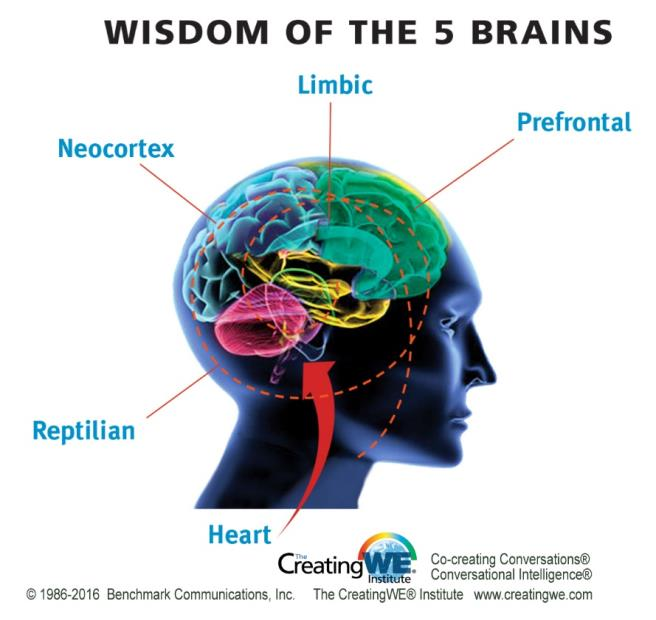 WISDOM OF THE 5 BRAINS
Limbic
Prefrontal
Neocortex
Reptilian
Heart
The CreatingWE® Institute
Co-creating Conversations®
Conversational Intelligence®
© 1986-2016 Benchmark Communications, Inc. The CreatingWE® Institute www.creatingwe.com